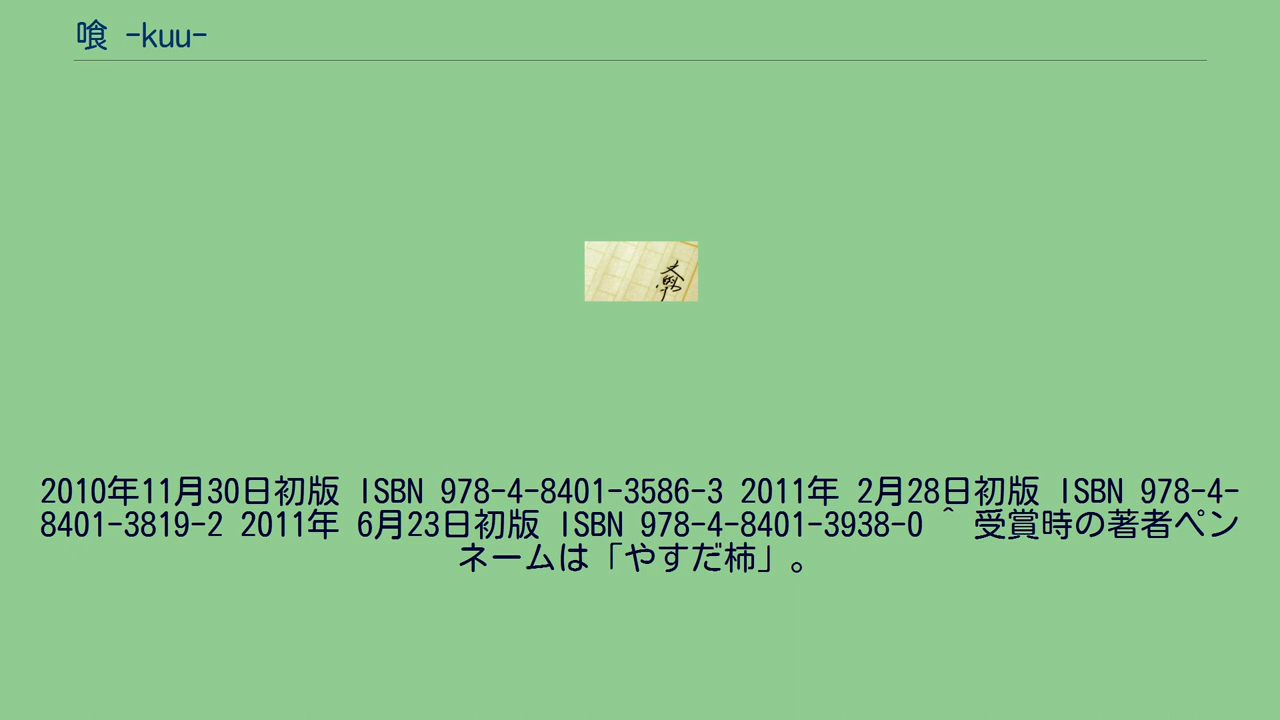 喰 -kuu-
2010年11月30日初版 ISBN 978-4-8401-3586-3 2011年 2月28日初版 ISBN 978-4-
8401-3819-2 2011年 6月23日初版 ISBN 978-4-8401-3938-0 ^ 受賞時の著者ペン
ネームは「やすだ柿」。